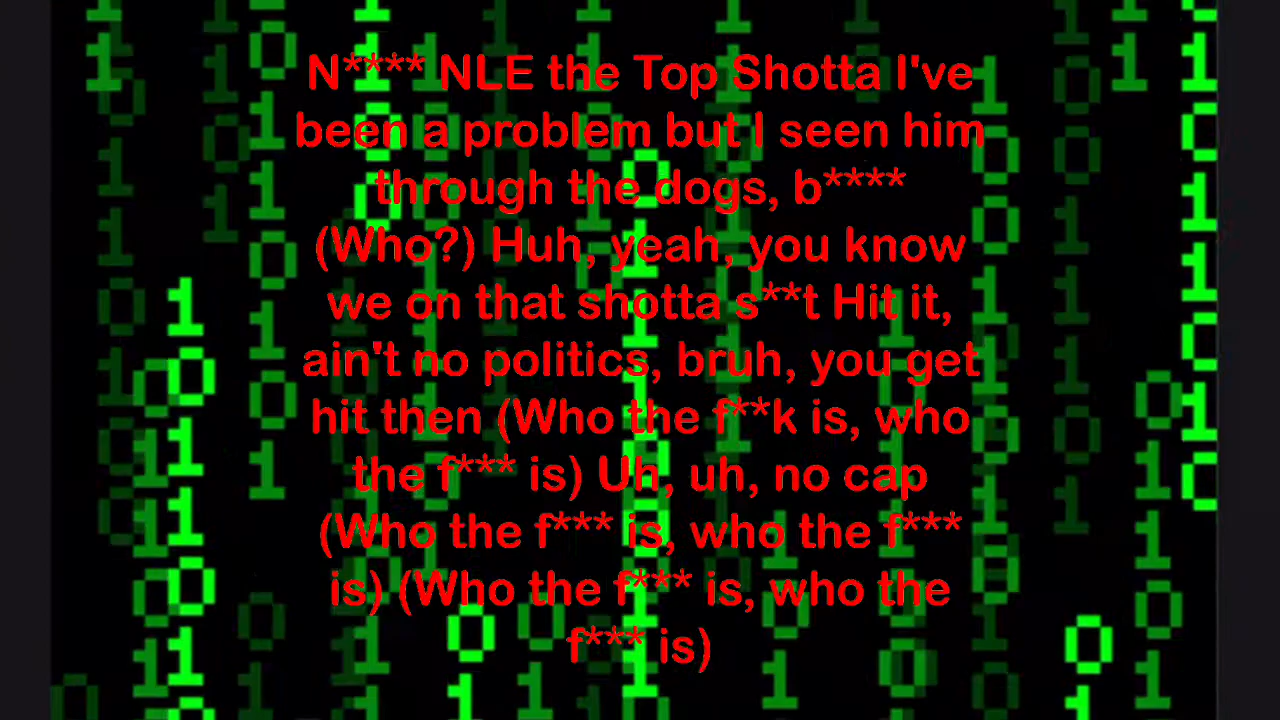 N**** NLE the Top Shotta I've
been a problem but I seen him
through the dogs, b****
(Who?) Huh, yeah, you know
we on that shotta s**t Hit it,
ain't no politics, bruh, you get
hit then (Who the f**k is, who
the f*** is) Uh, uh, no cap
(Who the f*** is, who the f***
is) (Who the f*** is, who the
f*** is)